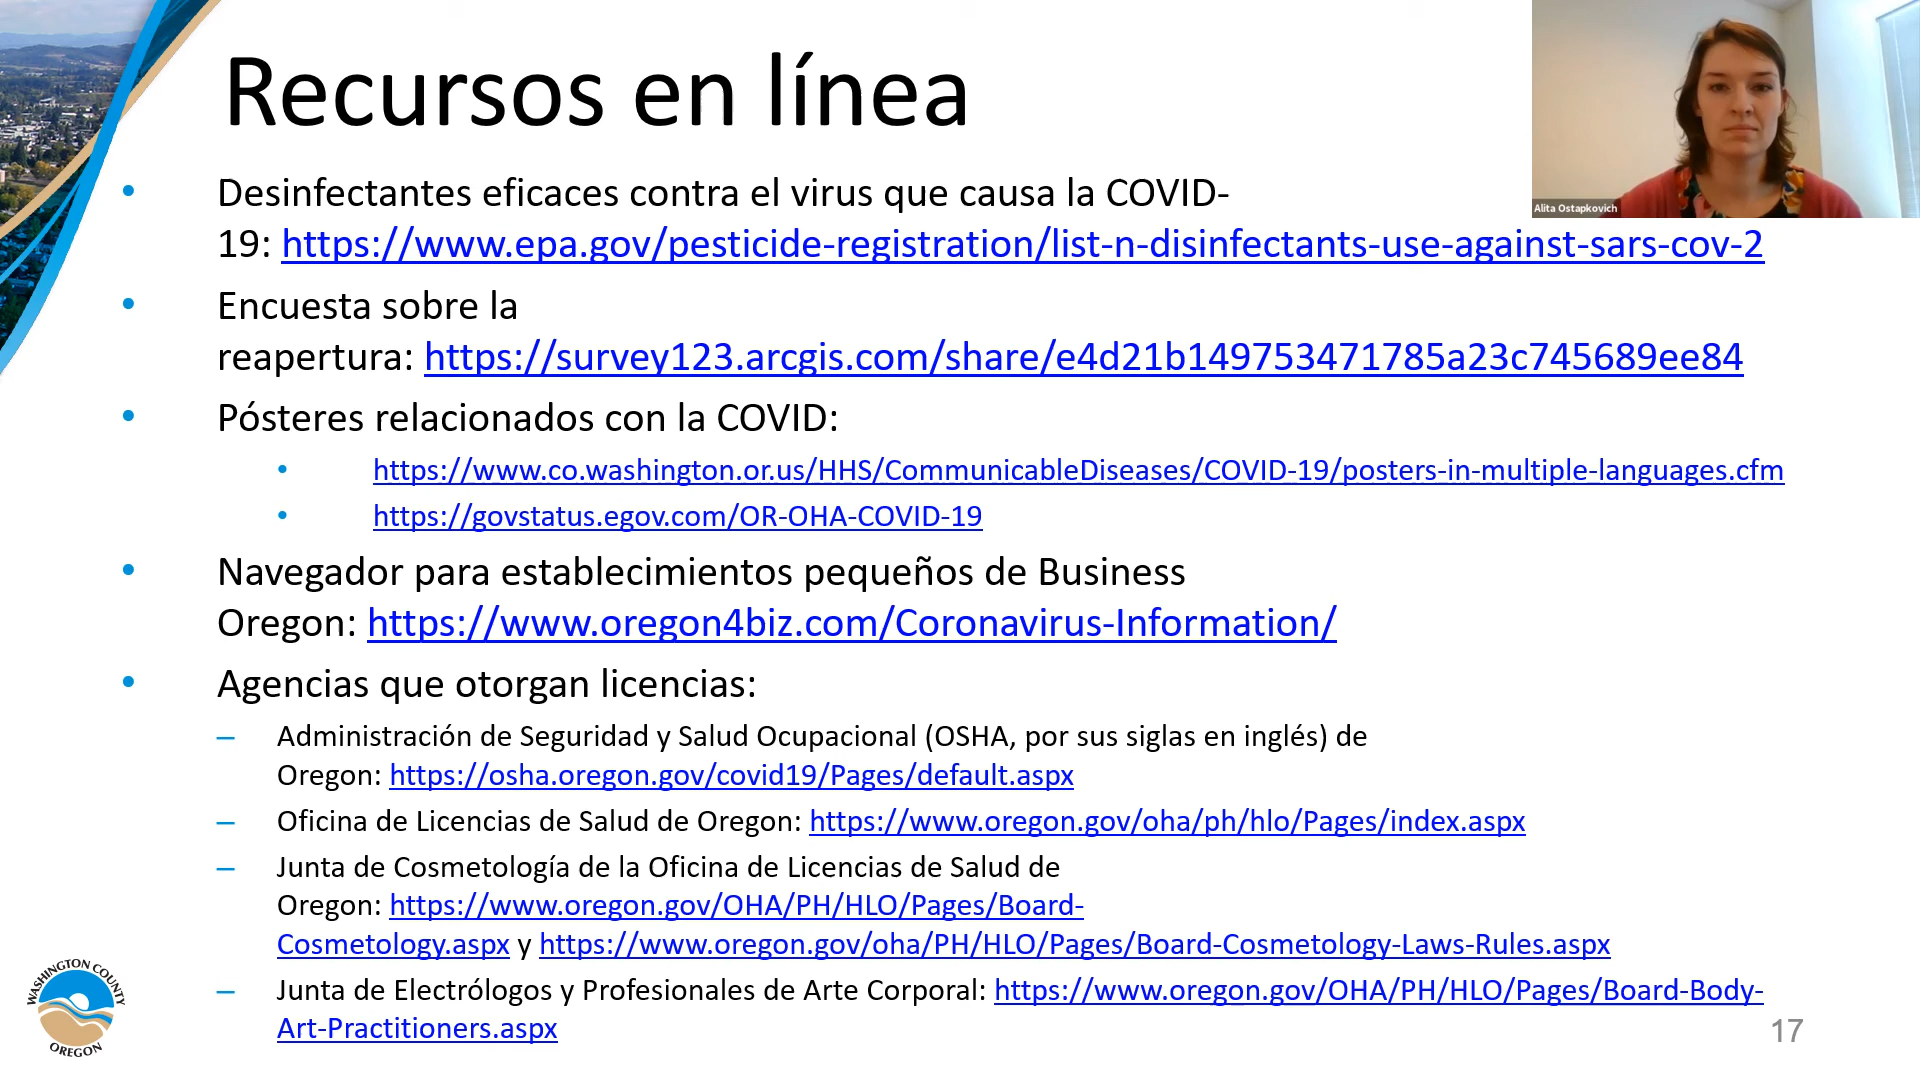 Recursos en línea
Alita Ostapkovich
• Desinfectantes eficaces contra el virus que causa la COVID-
19: https://www.epa.gov/pesticide-registration/list-n-disinfectants-use-against-sars-cov-2
• Encuesta sobre la
reapertura: https://survey123.arcgis.com/share/e4d21b149753471785a23c745689ee84
• Pósteres relacionados con la COVID:
• https://www.co.washington.or.us/HHS/CommunicableDiseases/COVID-19/posters-in-multiple-languages.cfm
• https://govstatus.egov.com/OR-OHA-COVID-19
• Navegador para establecimientos pequeños de Business
Oregon: https://www.oregon4biz.com/Coronavirus-Information/
• Agencias que otorgan licencias:
– Administración de Seguridad y Salud Ocupacional (OSHA, por sus siglas en inglés) de
Oregon: https://osha.oregon.gov/covid19/Pages/default.aspx
– Oficina de Licencias de Salud de Oregon: https://www.oregon.gov/oha/ph/hlo/Pages/index.aspx
– Junta de Cosmetología de la Oficina de Licencias de Salud de
Oregon: https://www.oregon.gov/OHA/PH/HLO/Pages/Board-
Cosmetology.aspx y https://www.oregon.gov/oha/PH/HLO/Pages/Board-Cosmetology-Laws-Rules.aspx
– Junta de Electrólogos y Profesionales de Arte Corporal: https://www.oregon.gov/OHA/PH/HLO/Pages/Board-Body-
Art-Practitioners.aspx
WASHINGTON COUNTY
OREGON
17